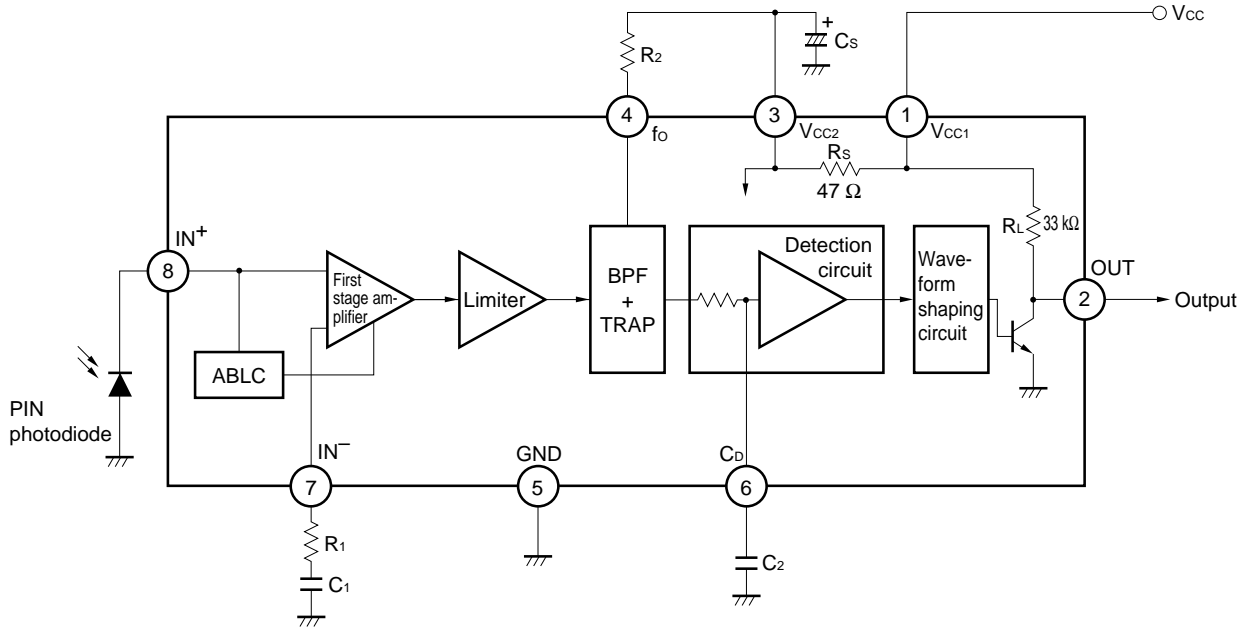 VCC
R2
+
CS
4
3
1
fO
VCC2
VCC1
RS
47 Ω
RL
33 kΩ
IN+
8
First
stage am-
plifier
Limiter
BPF
+
TRAP
Detection
circuit
Wave-
form
shaping
circuit
OUT
2
Output
ABLC
PIN
photodiode
IN−
GND
CD
7
5
6
R1
C1
C2